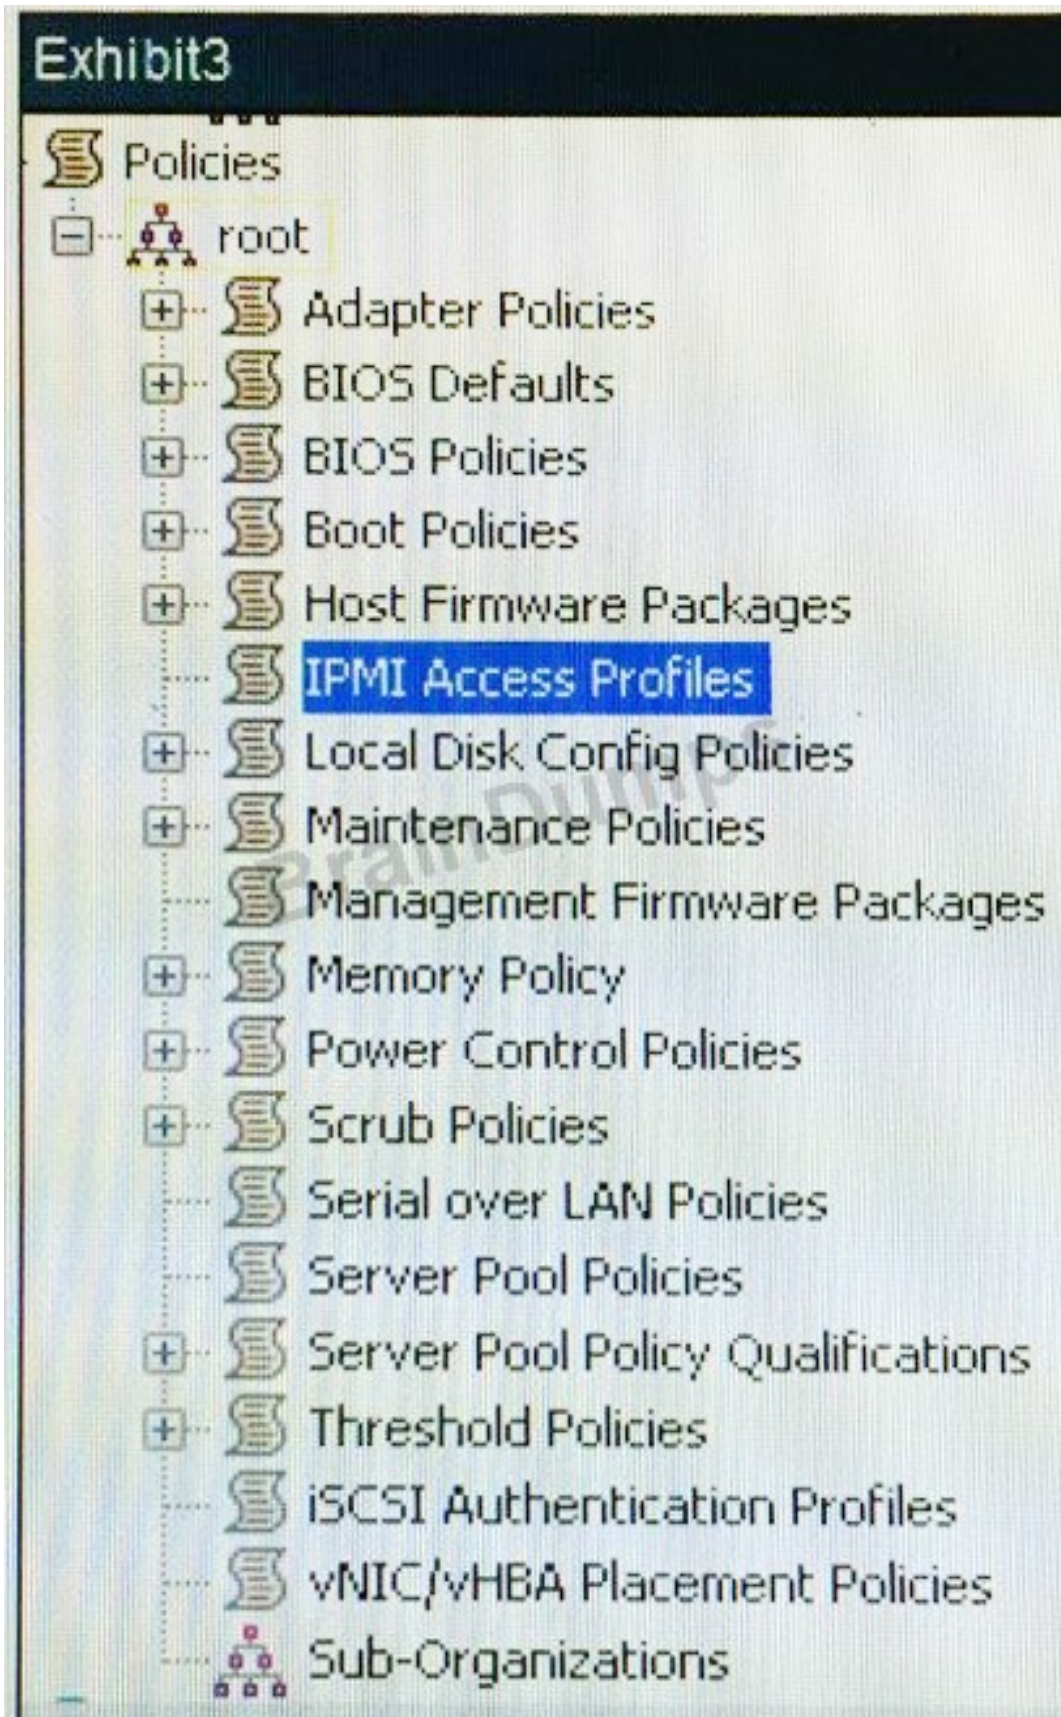 Exhibit3
Policies
root
Adapter Policies
BIOS Defaults
BIOS Policies
Boot Policies
Host Firmware Packages
IPMI Access Profiles
Local Disk Config Policies
Maintenance Policies
BrainDumps
Management Firmware Packages
Memory Policy
Power Control Policies
Scrub Policies
Serial over LAN Policies
Server Pool Policies
Server Pool Policy Qualifications
Threshold Policies
iSCSI Authentication Profiles
vNIC/vHBA Placement Policies
Sub-Organizations